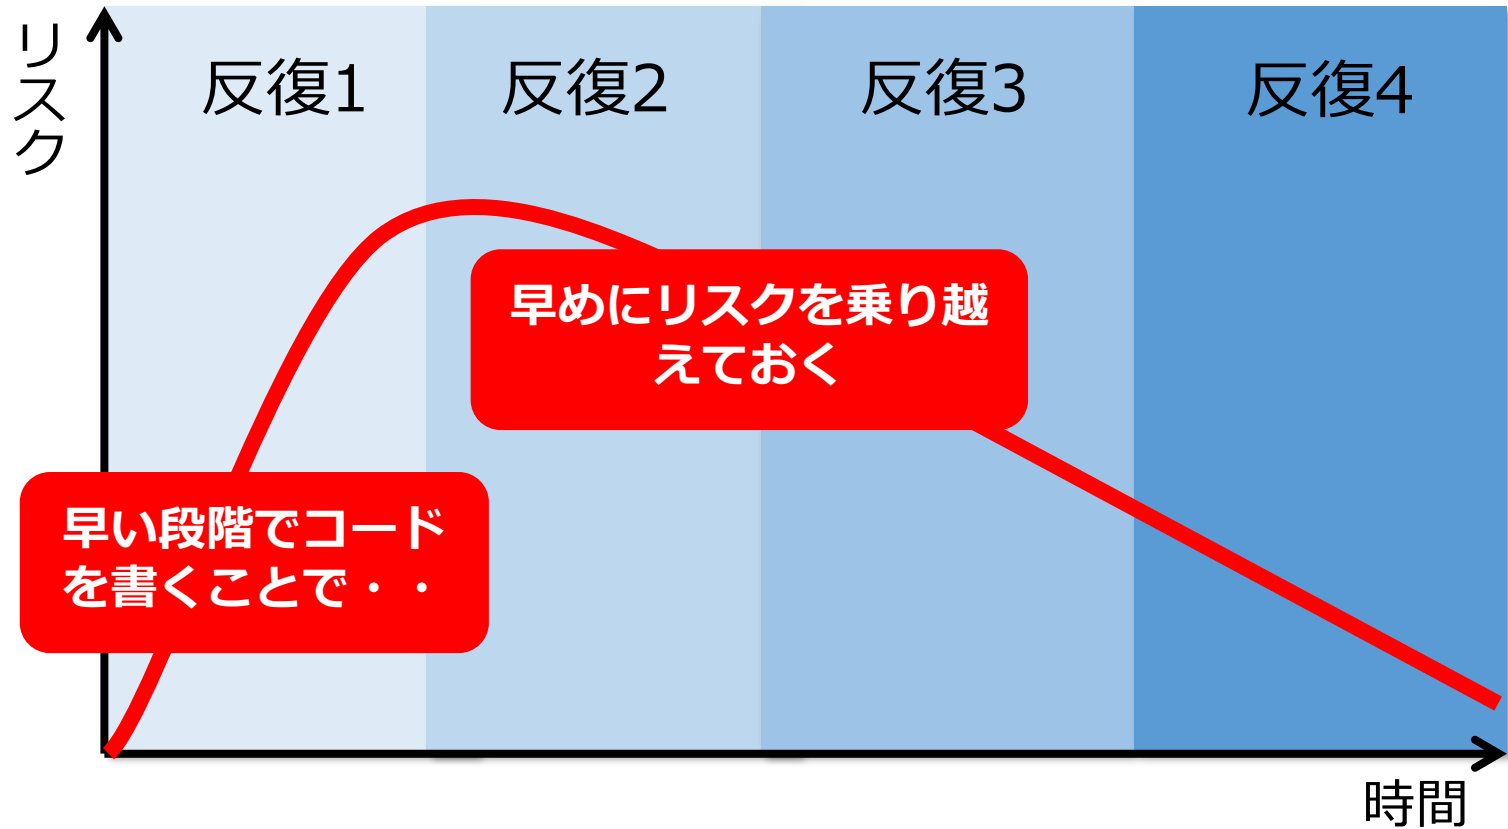 リスク
反復1
反復2
反復3
反復4
早めにリスクを乗り越
えておく
早い段階でコード
を書くことで・・
時間